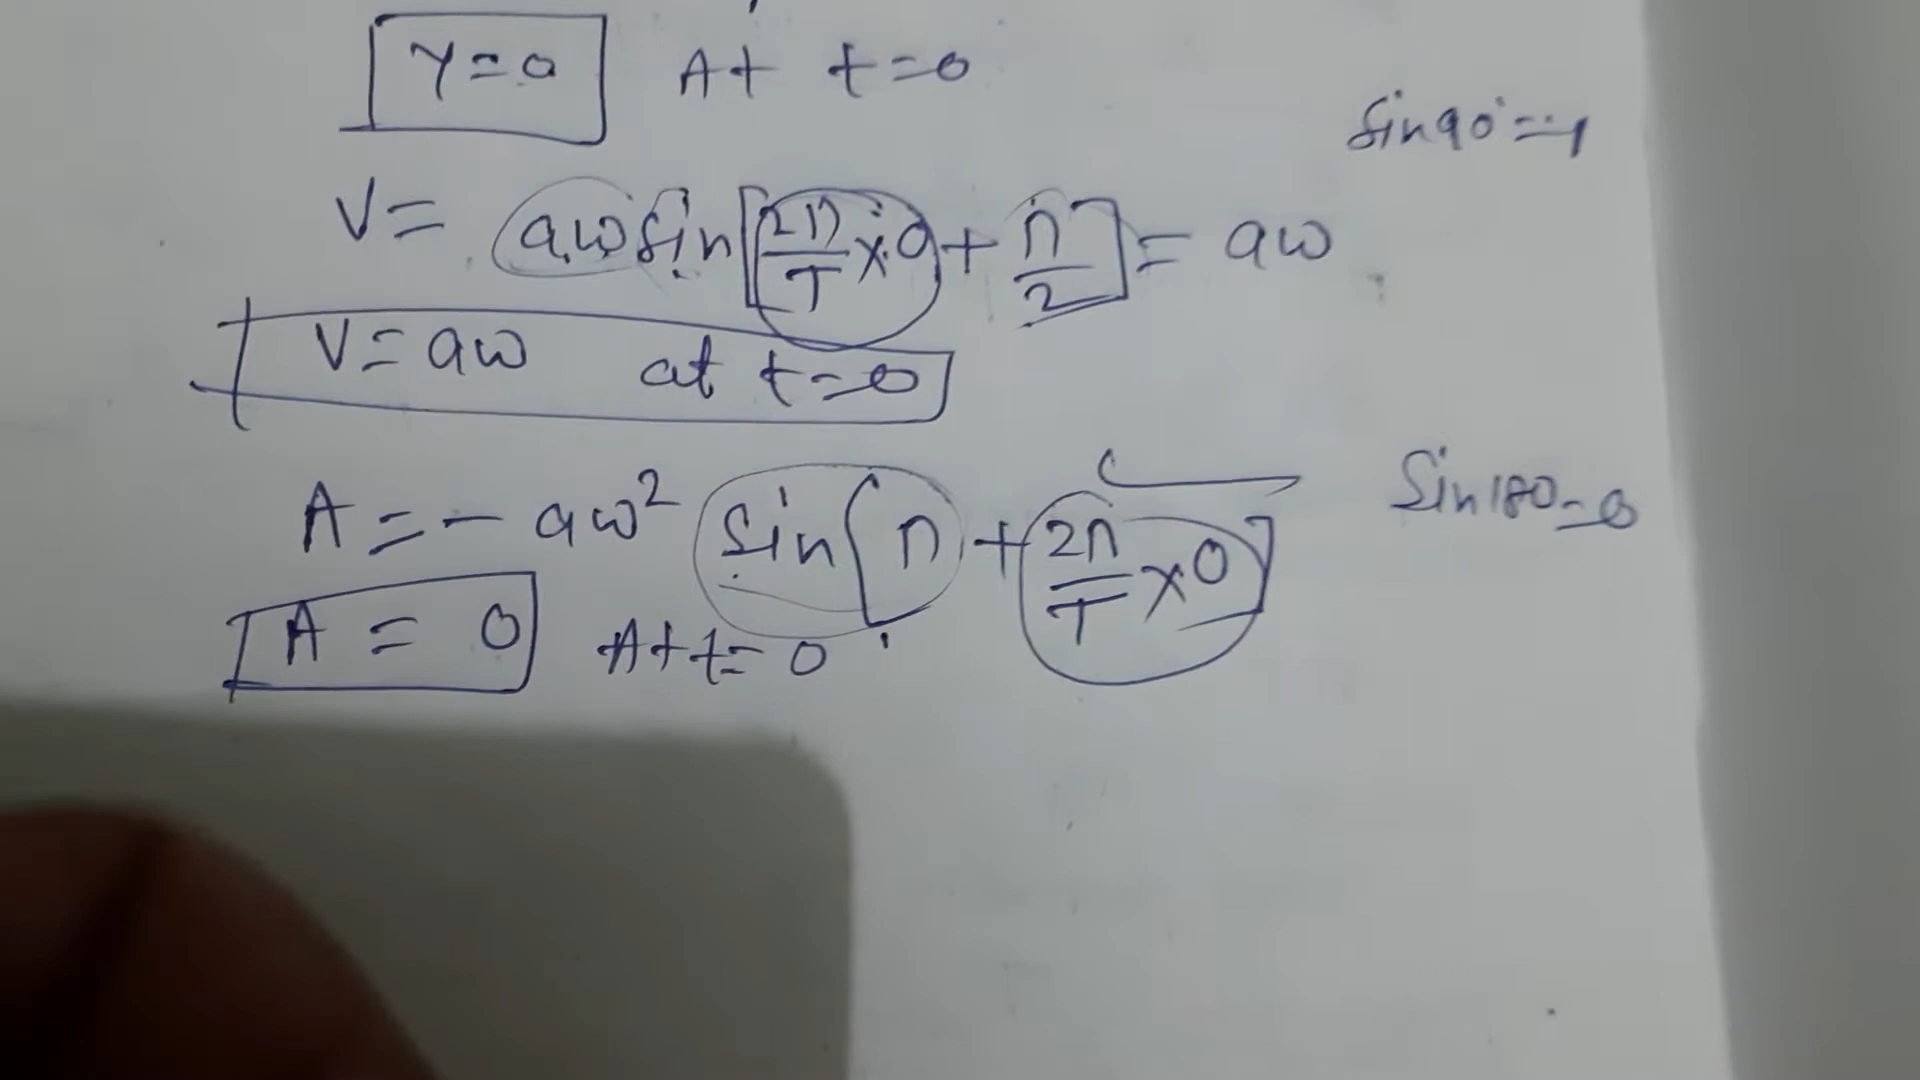 Y=0 At t=0
Sin90°=1
V= aω sin[2π/T×0+π/2]= aω
V=aω at t=0
A=-aω² sin[π+2π/T×0]
Sin180=0
A=0 At t=0